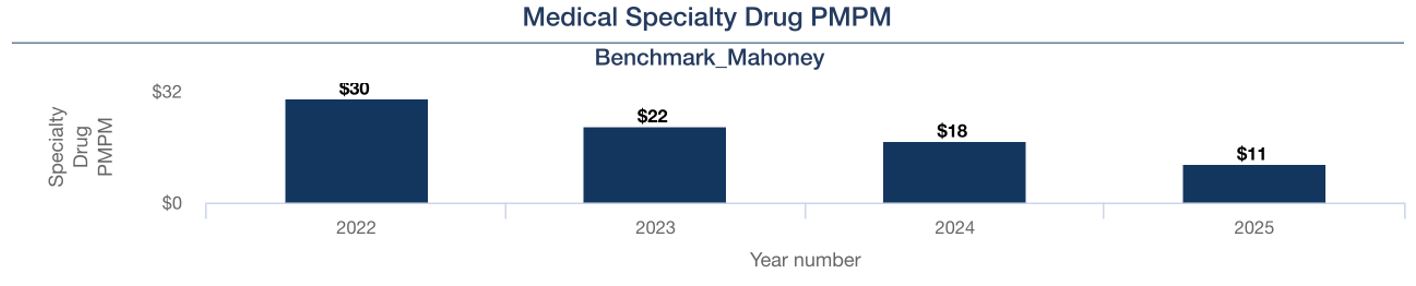 Medical Specialty Drug PMPM
Benchmark_Mahoney
Specialty
Drug
PMPM
$32
$0
$30
$22
$18
$11
2022
2023
2024
2025
Year number